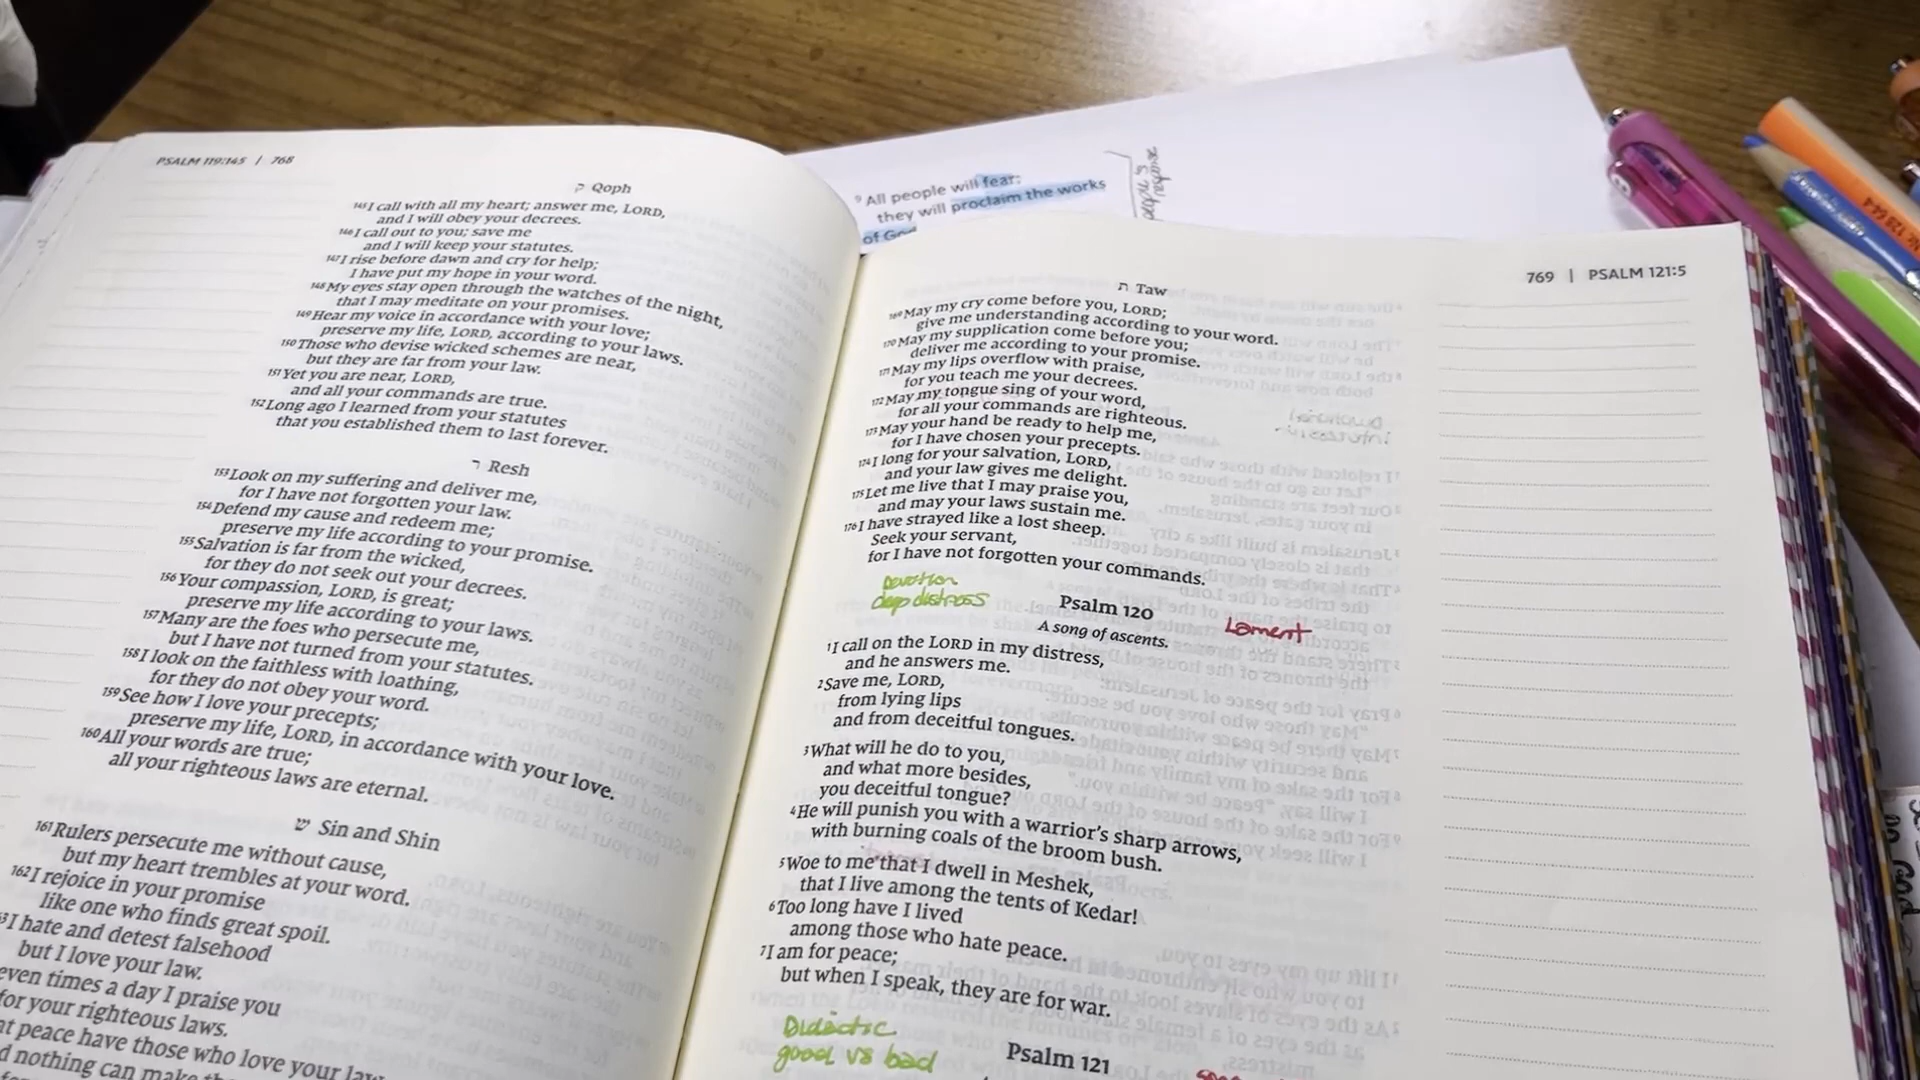 PSALM 119:145 / 768
ק Qoph
145 I call with all my heart; answer me, LORD,
and I will obey your decrees.
146 I call out to you; save me
and I will keep your statutes.
147 I rise before dawn and cry for help;
I have put my hope in your word.
148 My eyes stay open through the watches of the night,
that I may meditate on your promises.
149 Hear my voice in accordance with your love;
preserve my life, LORD, according to your laws.
150 Those who devise wicked schemes are near,
but they are far from your law.
151 Yet you are near, LORD,
and all your commands are true.
152 Long ago I learned from your statutes
that you established them to last forever.
ר Resh
153 Look on my suffering and deliver me,
for I have not forgotten your law.
154 Defend my cause and redeem me;
preserve my life according to your promise.
155 Salvation is far from the wicked,
for they do not seek out your decrees.
156 Your compassion, LORD, is great;
preserve my life according to your laws.
157 Many are the foes who persecute me,
but I have not turned from your statutes.
158 I look on the faithless with loathing,
for they do not obey your word.
159 See how I love your precepts;
preserve my life, LORD, in accordance with your love.
160 All your words are true;
all your righteous laws are eternal.
ש Sin and Shin
161 Rulers persecute me without cause,
but my heart trembles at your word.
162 I rejoice in your promise
like one who finds great spoil.
3 I hate and detest falsehood
but I love your law.
even times a day I praise you
for your righteous laws.
at peace have those who love your law
d nothing can make
9 All people will fear;
they will proclaim the works
of God
people's
769 | PSALM 121:5
ת Taw
169 May my cry come before you, LORD;
give me understanding according to your word.
170 May my supplication come before you;
deliver me according to your promise.
171 May my lips overflow with praise,
for you teach me your decrees.
172 May my tongue sing of your word,
for all your commands are righteous.
173 May your hand be ready to help me,
for I have chosen your precepts.
174 I long for your salvation, LORD,
and your law gives me delight.
175 Let me live that I may praise you,
and may your laws sustain me.
176 I have strayed like a lost sheep.
Seek your servant,
for I have not forgotten your commands.
Devotion
deep distress
Psalm 120
Lament
A song of ascents.
1 I call on the LORD in my distress,
and he answers me.
2 Save me, LORD,
from lying lips
and from deceitful tongues.
3 What will he do to you,
and what more besides,
you deceitful tongue?
4 He will punish you with a warrior's sharp arrows,
with burning coals of the broom bush.
5 Woe to me that I dwell in Meshek,
that I live among the tents of Kedar!
6 Too long have I lived
among those who hate peace.
7 I am for peace;
but when I speak, they are for war.
Didactic
good vs bad
Psalm 121
No 128644